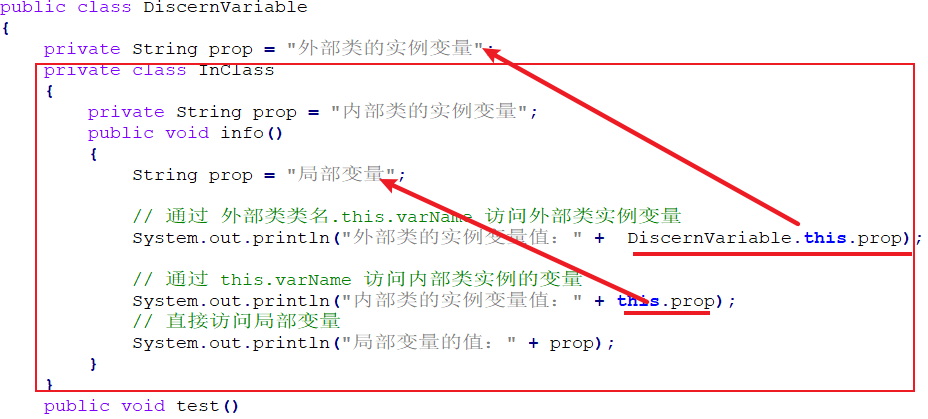 public class DiscernVariable
{
    private String prop = "外部类的实例变量";
    private class InClass
    {
        private String prop = "内部类的实例变量";
        public void info()
        {
            String prop = "局部变量";
            // 通过 外部类类名.this.varName 访问外部类实例变量
            System.out.println("外部类的实例变量值：" +  DiscernVariable.this.prop);
            // 通过 this.varName 访问内部类实例的变量
            System.out.println("内部类的实例变量值：" + this.prop);
            // 直接访问局部变量
            System.out.println("局部变量的值：" + prop);
        }
    }
    public void test()